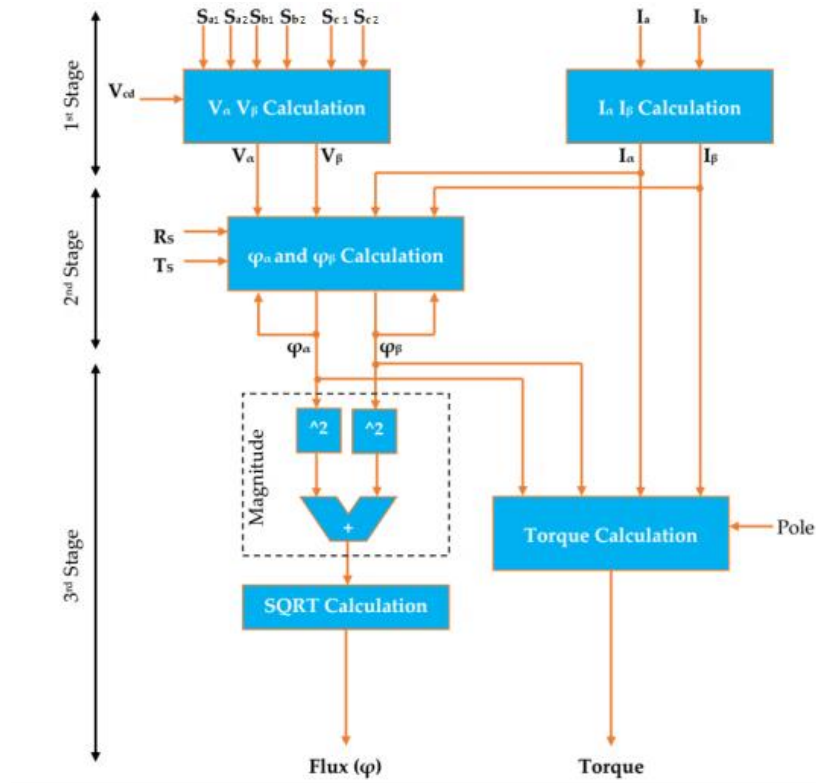 Sa1 Sa2 Sb1 Sb2 Sc1 Sc2
Ia Ib
1st Stage
Vcd
Vα Vβ Calculation
Iα Iβ Calculation
Vα Vβ
Iα Iβ
2nd Stage
RS
TS
φα and φβ Calculation
φα φβ
3rd Stage
Magnitude
^2 ^2
+
Torque Calculation
Pole
SQRT Calculation
Flux (φ)
Torque